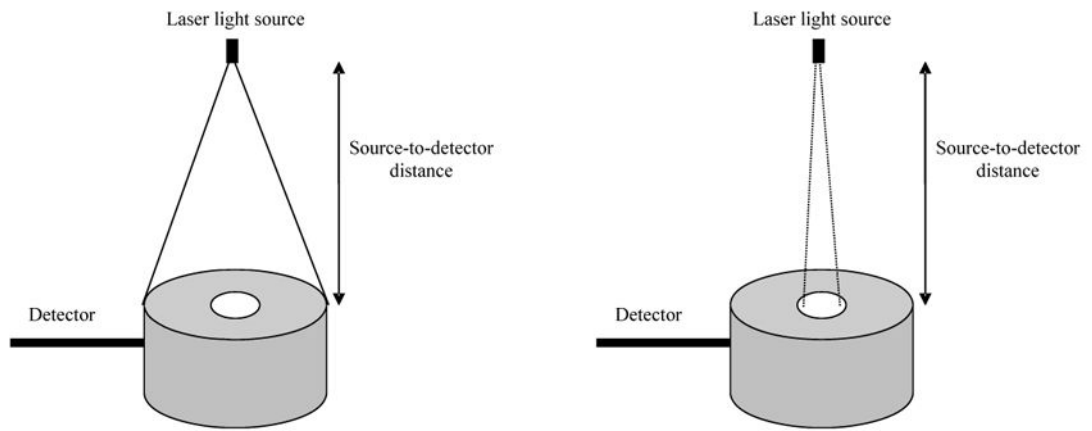 Laser light source
Source-to-detector
distance
Detector
Laser light source
Source-to-detector
distance
Detector